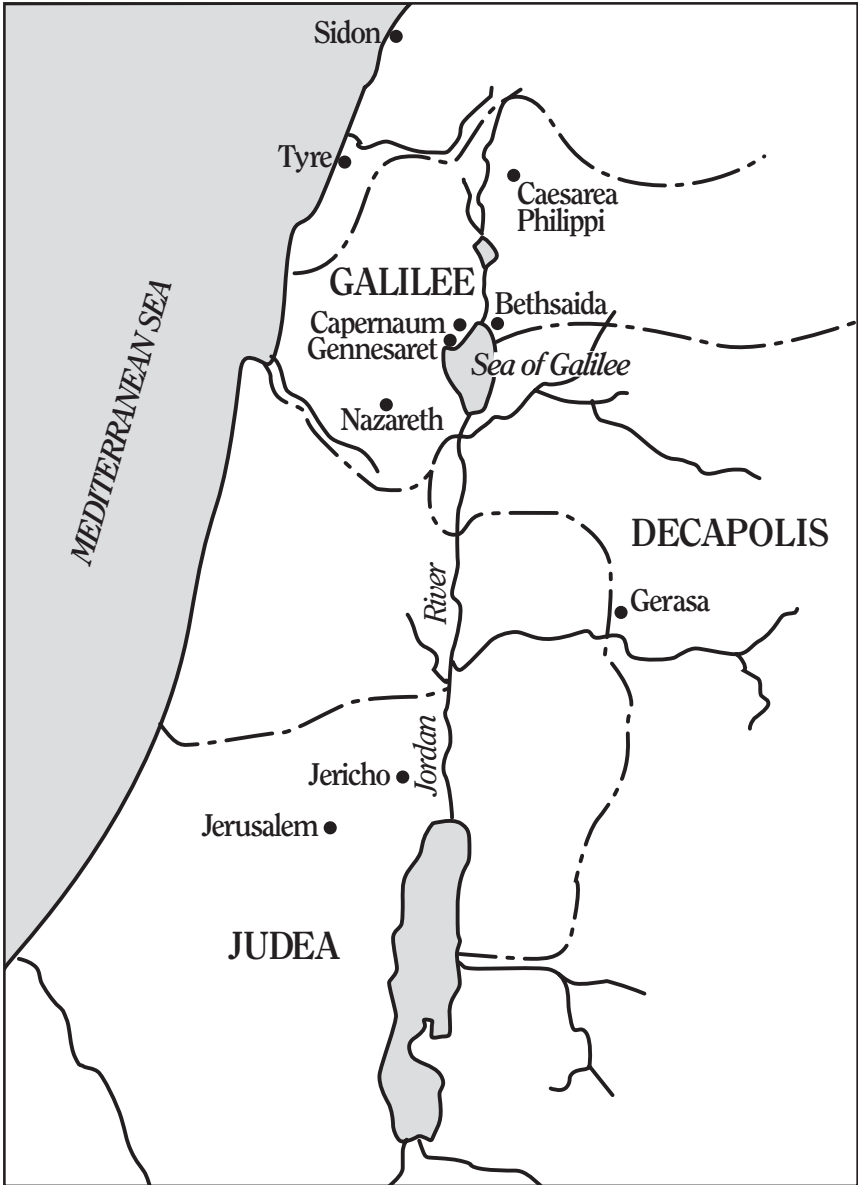 Sidon
Tyre
Caesarea
Philippi
GALILEE
Bethsaida
Capernaum
Gennesaret
Sea of Galilee
MEDITERRANEAN SEA
Nazareth
DECAPOLIS
River
Gerasa
Jordan
Jericho
Jerusalem
JUDEA